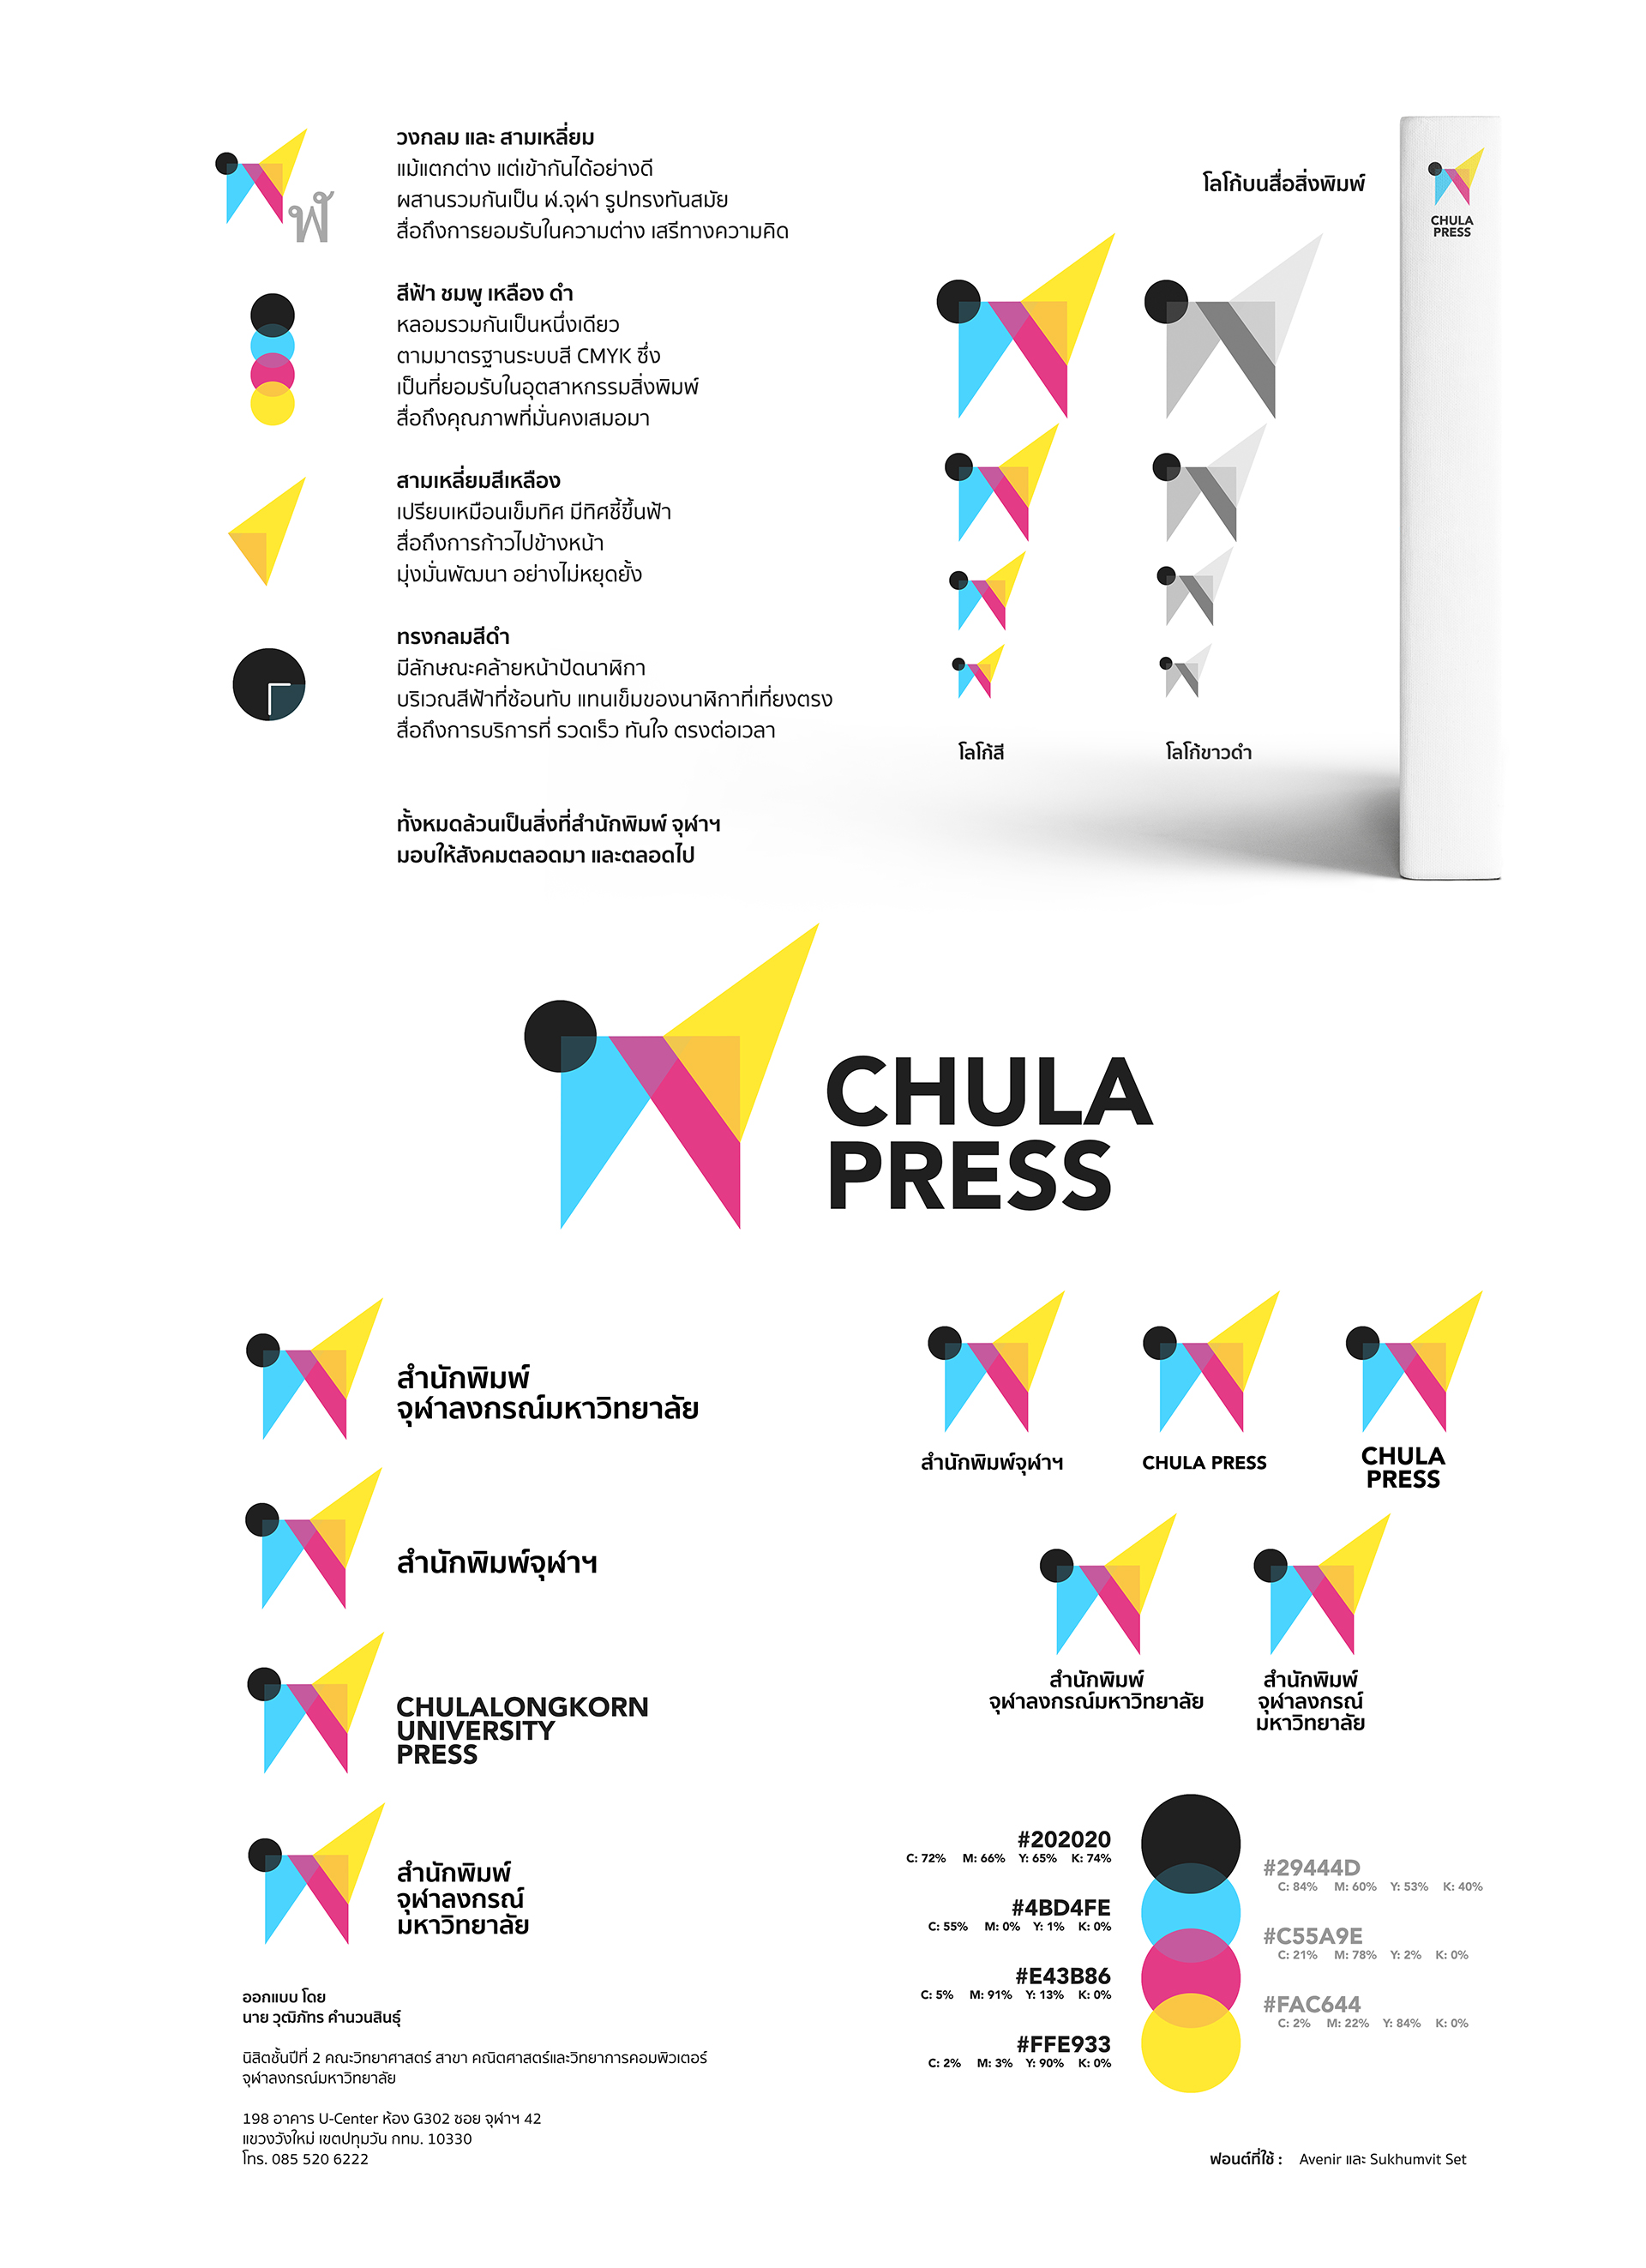 ฬ
วงกลม และ สามเหลี่ยม
แม้แตกต่าง แต่เข้ากันได้อย่างดี
ผสานรวมกันเป็น ฬ.จุฬา รูปทรงทันสมัย
สื่อถึงการยอมรับในความต่าง เสรีทางความคิด
สีฟ้า ชมพู เหลือง ดำ
หลอมรวมกันเป็นหนึ่งเดียว
ตามมาตรฐานระบบสี CMYK ซึ่ง
เป็นที่ยอมรับในอุตสาหกรรมสิ่งพิมพ์
สื่อถึงคุณภาพที่มั่นคงเสมอมา
สามเหลี่ยมสีเหลือง
เปรียบเหมือนเข็มทิศ มีทิศชี้ขึ้นฟ้า
สื่อถึงการก้าวไปข้างหน้า
มุ่งมั่นพัฒนา อย่างไม่หยุดยั้ง
ทรงกลมสีดำ
มีลักษณะคล้ายหน้าปัดนาฬิกา
บริเวณสีฟ้าที่ซ้อนทับ แทนเข็มของนาฬิกาที่เที่ยงตรง
สื่อถึงการบริการที่ รวดเร็ว ทันใจ ตรงต่อเวลา
ทั้งหมดล้วนเป็นสิ่งที่สำนักพิมพ์ จุฬาฯ
มอบให้สังคมตลอดมา และตลอดไป
โลโก้บนสื่อสิ่งพิมพ์
CHULA
PRESS
โลโก้สี
โลโก้ขาวดำ
CHULA
PRESS
สำนักพิมพ์
จุฬาลงกรณ์มหาวิทยาลัย
สำนักพิมพ์จุฬาฯ
CHULALONGKORN
UNIVERSITY
PRESS
สำนักพิมพ์
จุฬาลงกรณ์
มหาวิทยาลัย
สำนักพิมพ์จุฬาฯ
CHULA PRESS
CHULA
PRESS
สำนักพิมพ์
จุฬาลงกรณ์มหาวิทยาลัย
สำนักพิมพ์
จุฬาลงกรณ์
มหาวิทยาลัย
#202020
C: 72% M: 66% Y: 65% K: 74%
#29444D
C: 84% M: 60% Y: 53% K: 40%
#4BD4FE
C: 55% M: 0% Y: 1% K: 0%
#C55A9E
C: 21% M: 78% Y: 2% K: 0%
#E43B86
C: 5% M: 91% Y: 13% K: 0%
#FAC644
C: 2% M: 22% Y: 84% K: 0%
#FFE933
C: 2% M: 3% Y: 90% K: 0%
ออกแบบ โดย
นาย วุฒิภัทร คำนวนสินธุ์
นิสิตชั้นปีที่ 2 คณะวิทยาศาสตร์ สาขา คณิตศาสตร์และวิทยาการคอมพิวเตอร์
จุฬาลงกรณ์มหาวิทยาลัย
198 อาคาร U-Center ห้อง G302 ซอย จุฬาฯ 42
แขวงวังใหม่ เขตปทุมวัน กทม. 10330
โทร. 085 520 6222
ฟอนต์ที่ใช้ : Avenir และ Sukhumvit Set